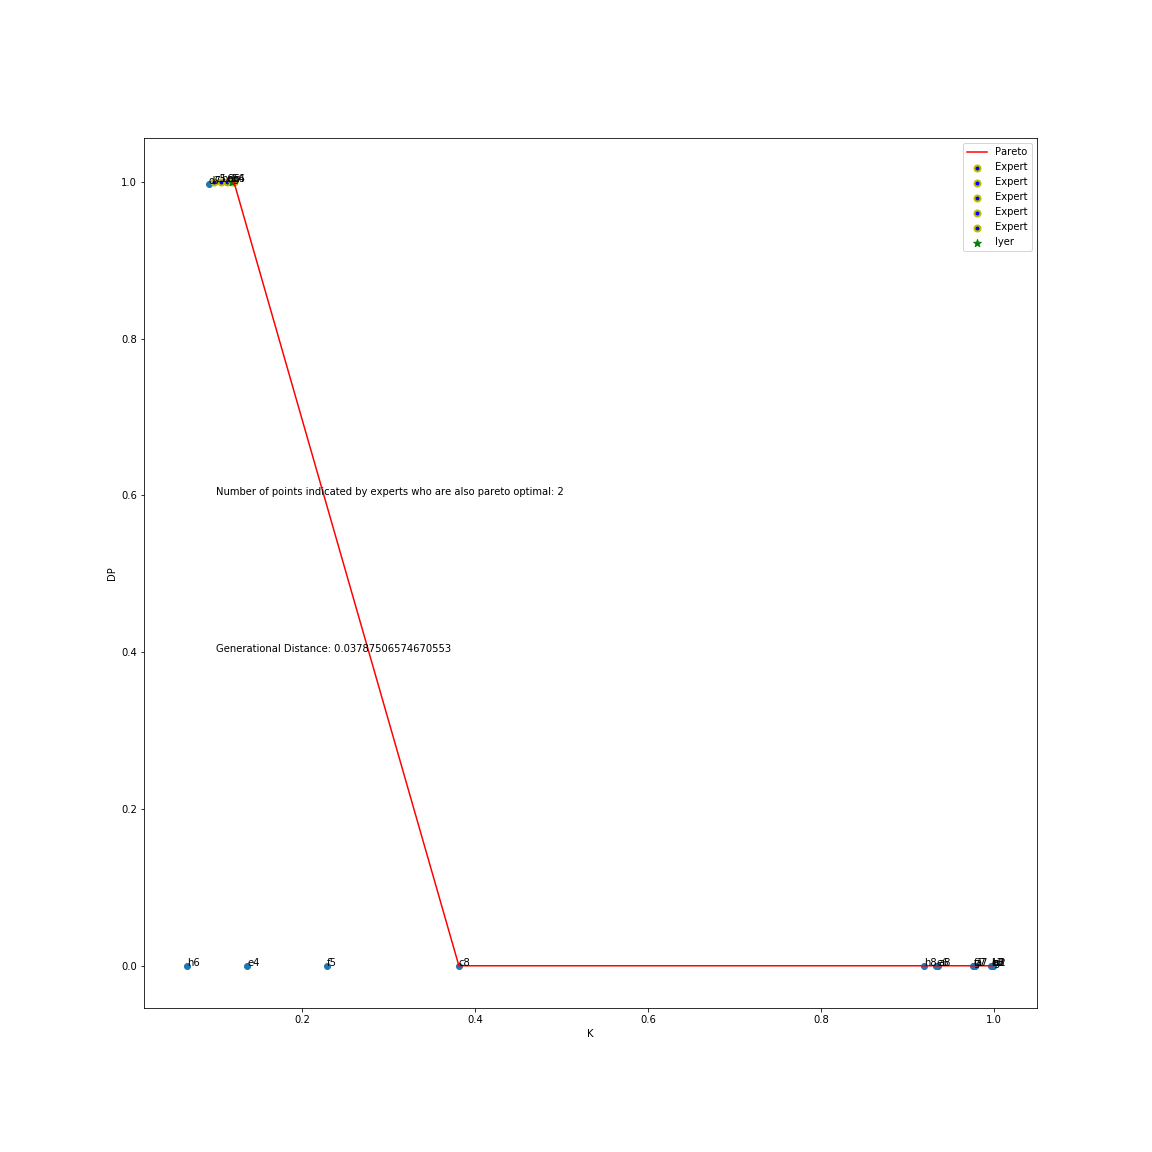 Pareto
Expert
Expert
Expert
Expert
Expert
Iyer
1.0
0.8
Number of points indicated by experts who are also pareto optimal: 2
0.6
DP
Generational Distance: 0.03787506574670553
0.4
0.2
h6 e4 f5 c8 h8
0.0
0.2 0.4 0.6 0.8 1.0
K